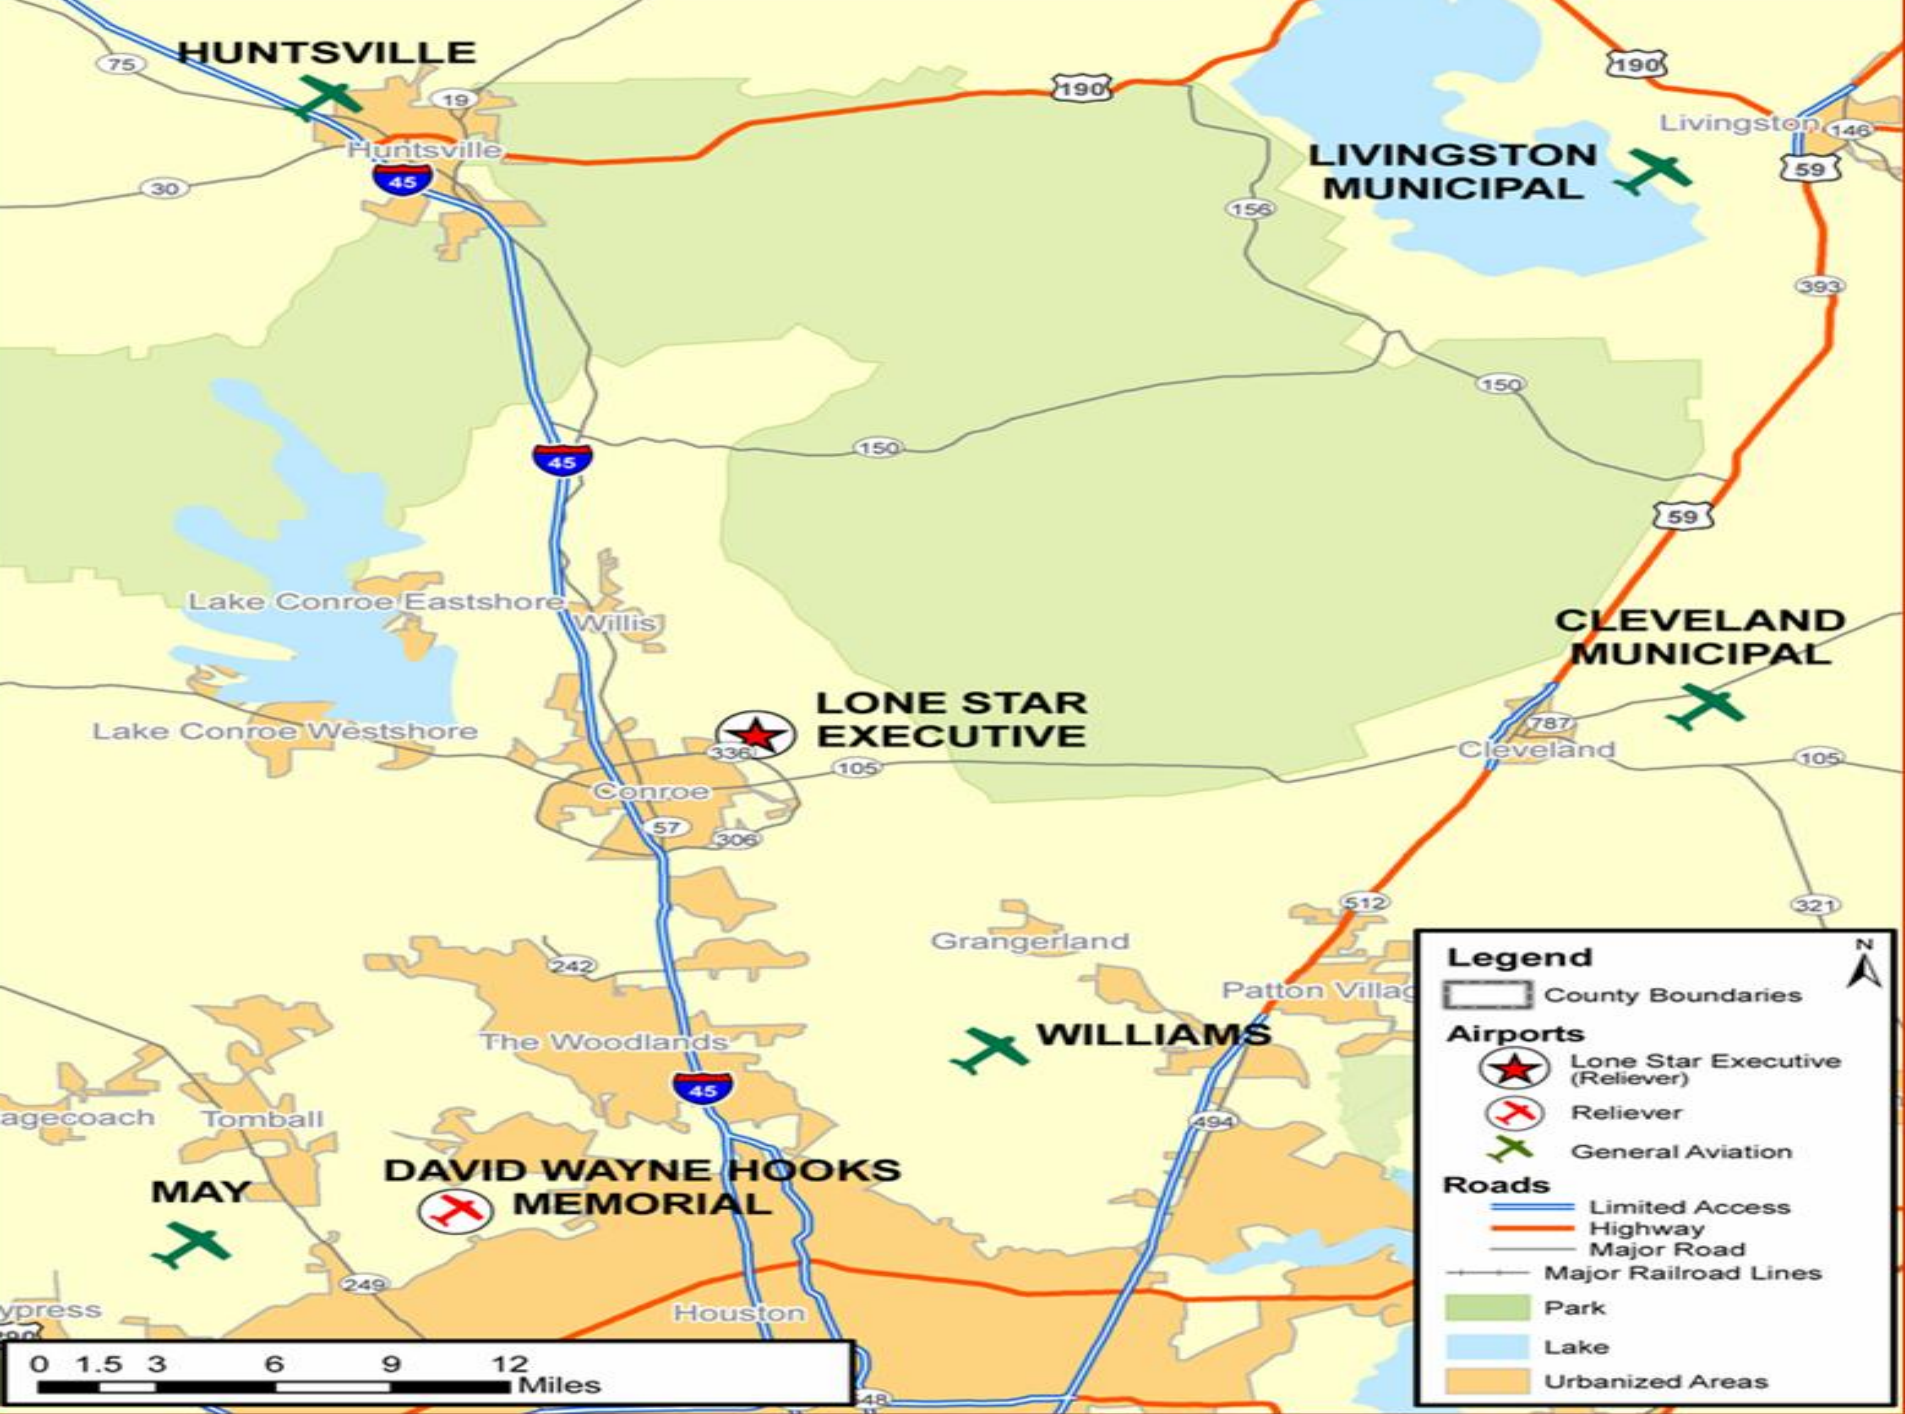 HUNTSVILLE
75
19
190
190
Livingston
146
Huntsville
45
30
LIVINGSTON
MUNICIPAL
59
156
393
150
150
45
59
Lake Conroe Eastshore
Willis
CLEVELAND
MUNICIPAL
LONE STAR
EXECUTIVE
336
Lake Conroe Westshore
787
Cleveland
105
105
Conroe
57
306
512
321
Grangerland
242
Patton Villag
WILLIAMS
The Woodlands
45
agecoach
Tomball
494
DAVID WAYNE HOOKS
MEMORIAL
MAY
249
ypress
Houston
0 1.5 3 6 9 12
Miles
Legend
N
County Boundaries
Airports
Lone Star Executive
(Reliever)
Reliever
General Aviation
Roads
Limited Access
Highway
Major Road
Major Railroad Lines
Park
Lake
Urbanized Areas